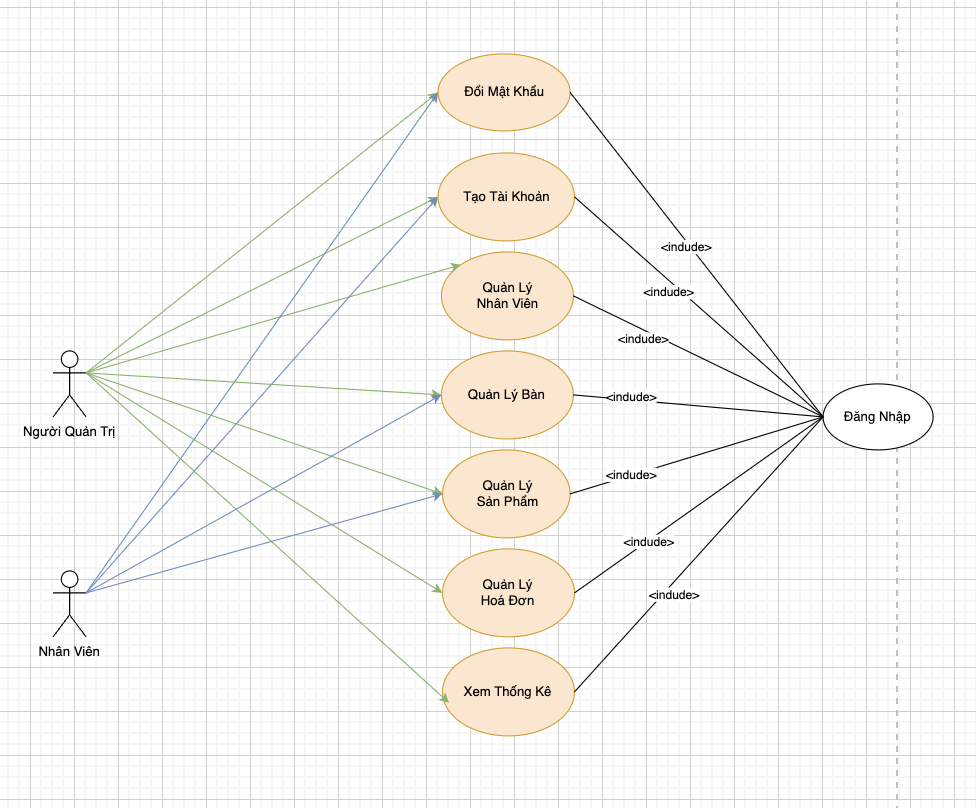 Đổi Mật Khẩu
Tạo Tài Khoản
<indude>
<indude>
Quản Lý
Nhân Viên
<indude>
Quản Lý Bàn
<indude>
Đăng Nhập
Người Quản Trị
Quản Lý
Sản Phẩm
<indude>
<indude>
Quản Lý
Hoá Đơn
<indude>
Nhân Viên
Xem Thống Kê